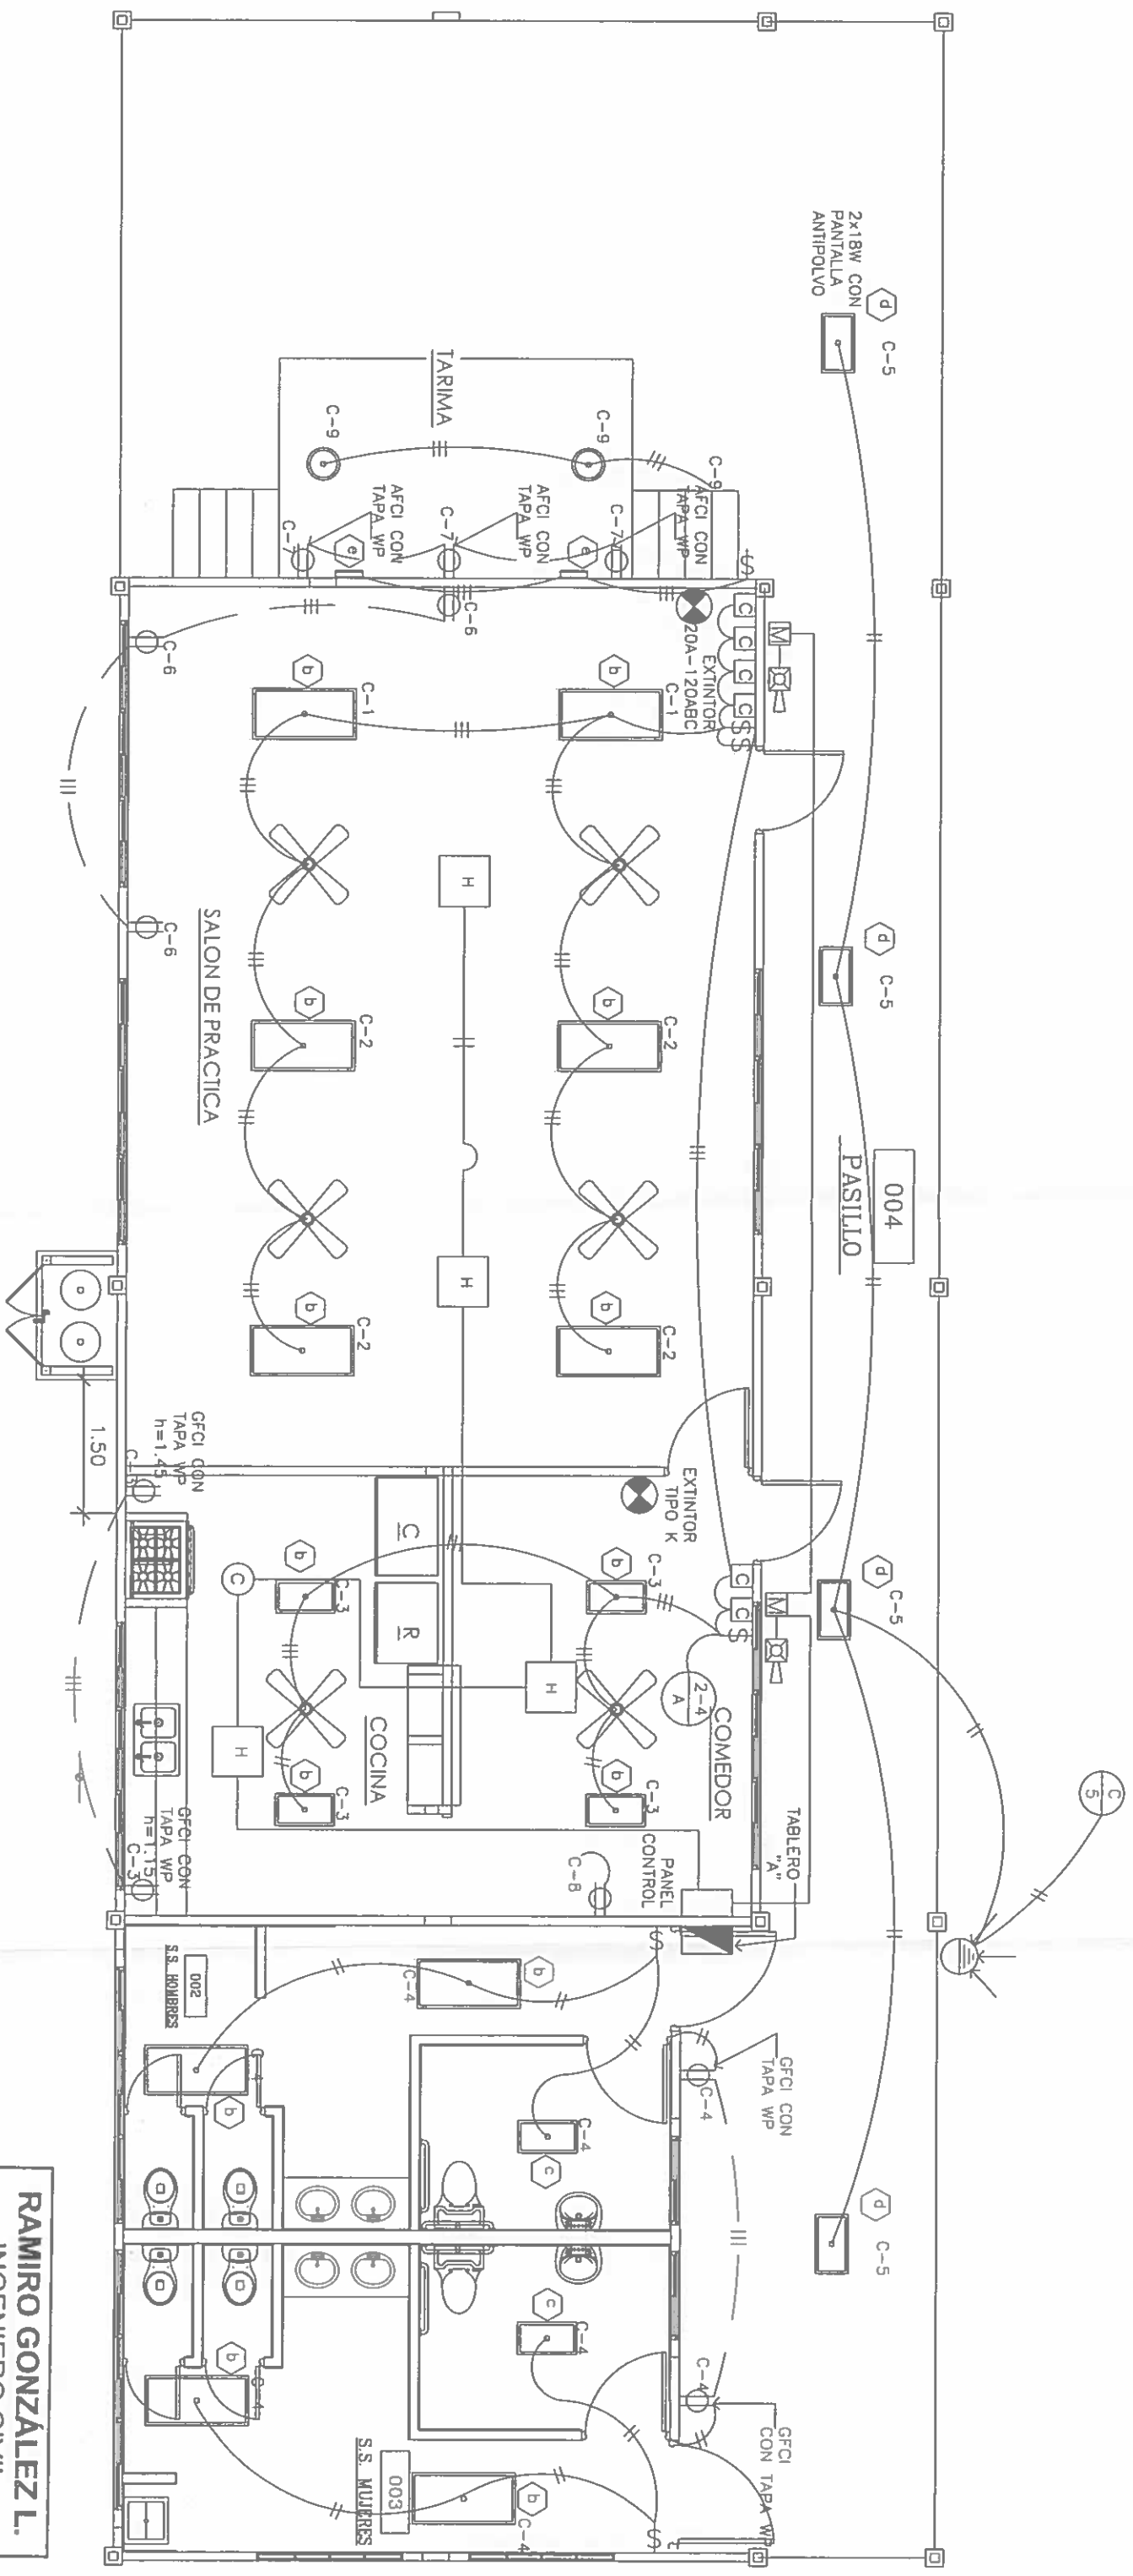 2x18W CON
PANTALLA
ANTIPOLVO
d
C-5
d
C-5
004
PASILLO
d
C-5
d
C-5
C
5
TARIMA
C-9
C-9
C-9
AFCI CON
TAPA WP
AFCI CON
TAPA WP
AFCI CON
TAPA WP
C-7
C-7
C-7
e
e
S
C-6
C-6
C-6
EXTINTOR
20A-120ABC
C
C
C
C
S
S
M
b
C-1
b
C-1
H
SALON DE PRACTICA
b
C-2
b
C-2
H
b
C-2
b
C-2
1.50
GFCI CON
TAPA WP
h=1.45
EXTINTOR
TIPO K
C
C
S
M
C
R
C
b
C-3
b
C-3
2-4
A
H
H
COMEDOR
COCINA
b
C-3
b
C-3
GFCI CON
TAPA WP
h=1.15
C-3
TABLERO
"A"
PANEL
CONTROL
C-8
002
S.S. HOMBRES
S
b
C-4
b
GFCI CON
TAPA WP
C-4
C-4
c
C-4
c
C-4
GFCI
CON TAPA WP
b
C-4
003
S.S. MUJERES
b
C-4
S
RAMIRO GONZÁLEZ L.
INGENIERO CIVIL